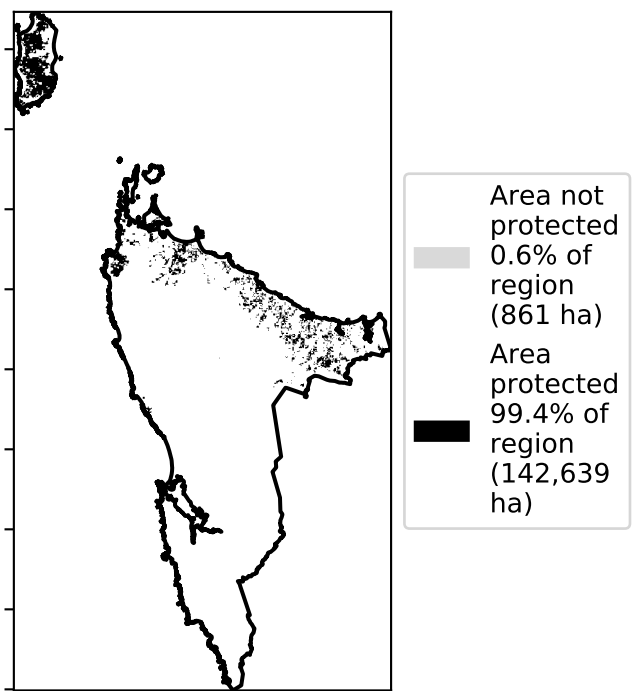 Area not
protected
0.6% of
region
(861 ha)
Area
protected
99.4% of
region
(142,639
ha)